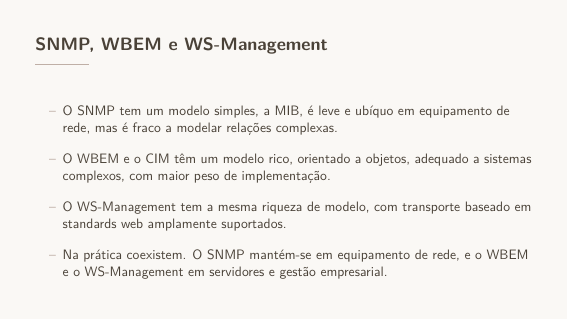 SNMP, WBEM e WS-Management
– O SNMP tem um modelo simples, a MIB, é leve e ubíquo em equipamento de
rede, mas é fraco a modelar relações complexas.
– O WBEM e o CIM têm um modelo rico, orientado a objetos, adequado a sistemas
complexos, com maior peso de implementação.
– O WS-Management tem a mesma riqueza de modelo, com transporte baseado em
standards web amplamente suportados.
– Na prática coexistem. O SNMP mantém-se em equipamento de rede, e o WBEM
e o WS-Management em servidores e gestão empresarial.